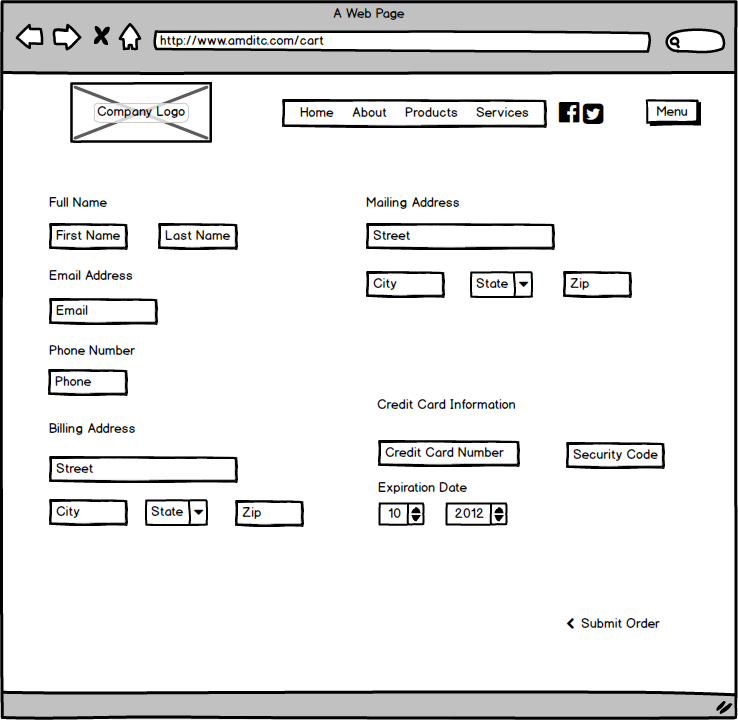 A Web Page
http://www.amditc.com/cart
Company Logo
Home About Products Services
Menu
Full Name
First Name Last Name
Email Address
Email
Phone Number
Phone
Billing Address
Street
City State Zip
Mailing Address
Street
City State Zip
Credit Card Information
Credit Card Number Security Code
Expiration Date
10 2012
Submit Order